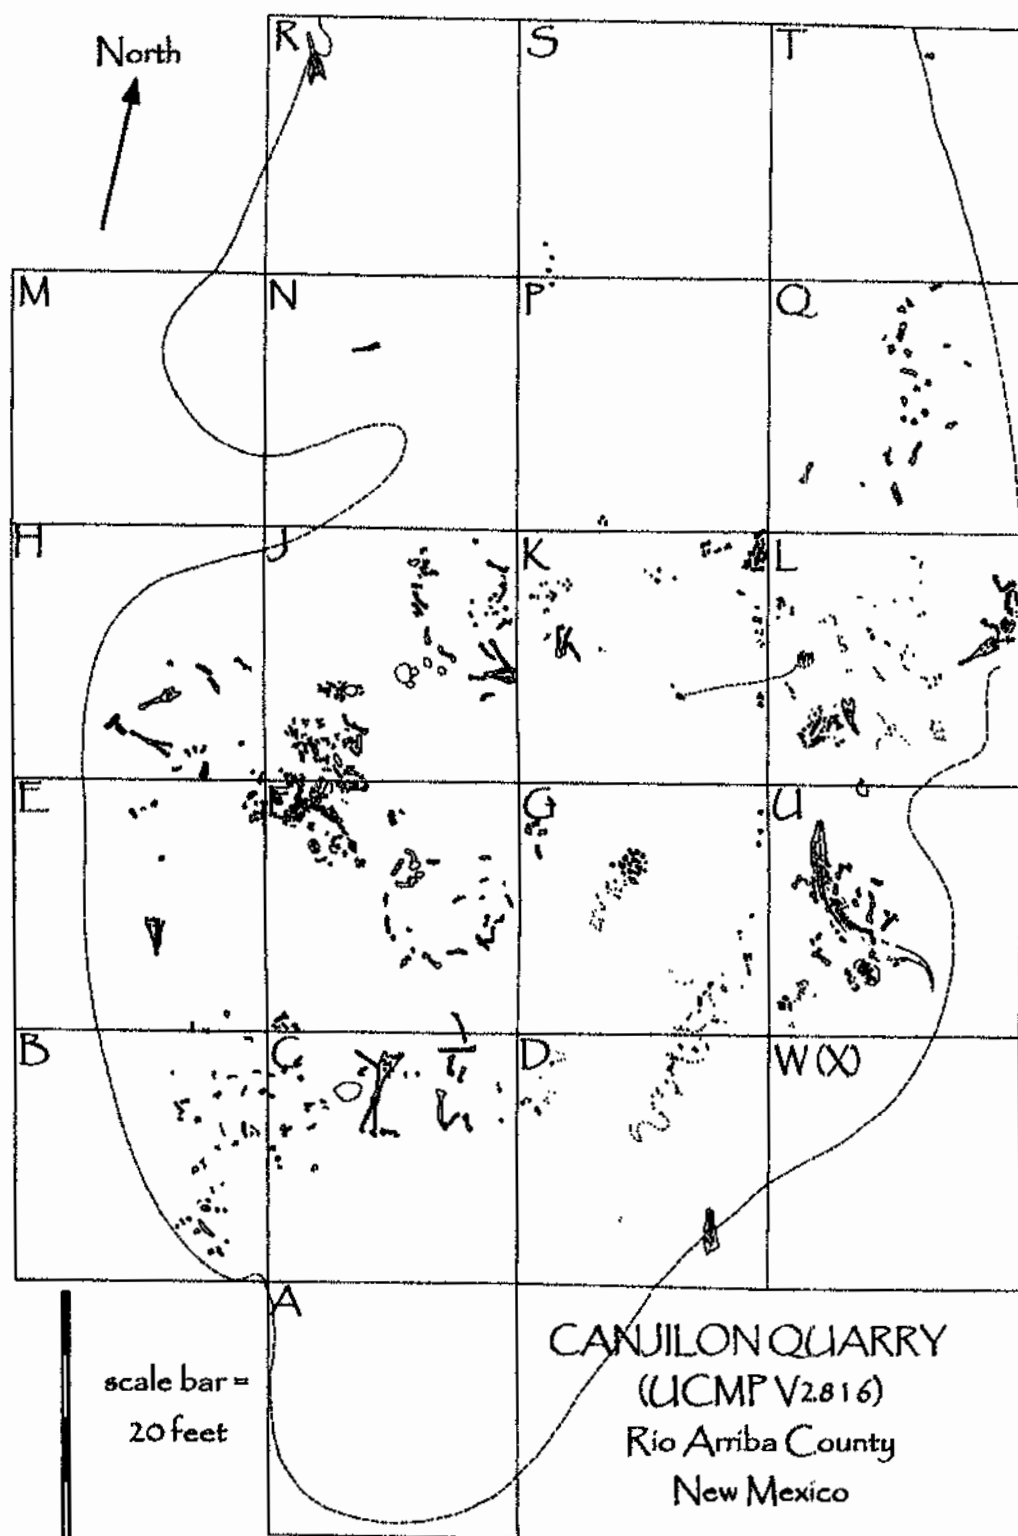 North
R
S
T
M
N
P
Q
H
J
K
L
E
F
G
U
B
C
D
W(X)
A
scale bar =
20 feet
CANJILON QUARRY
(UCMP V2816)
Rio Arriba County
New Mexico